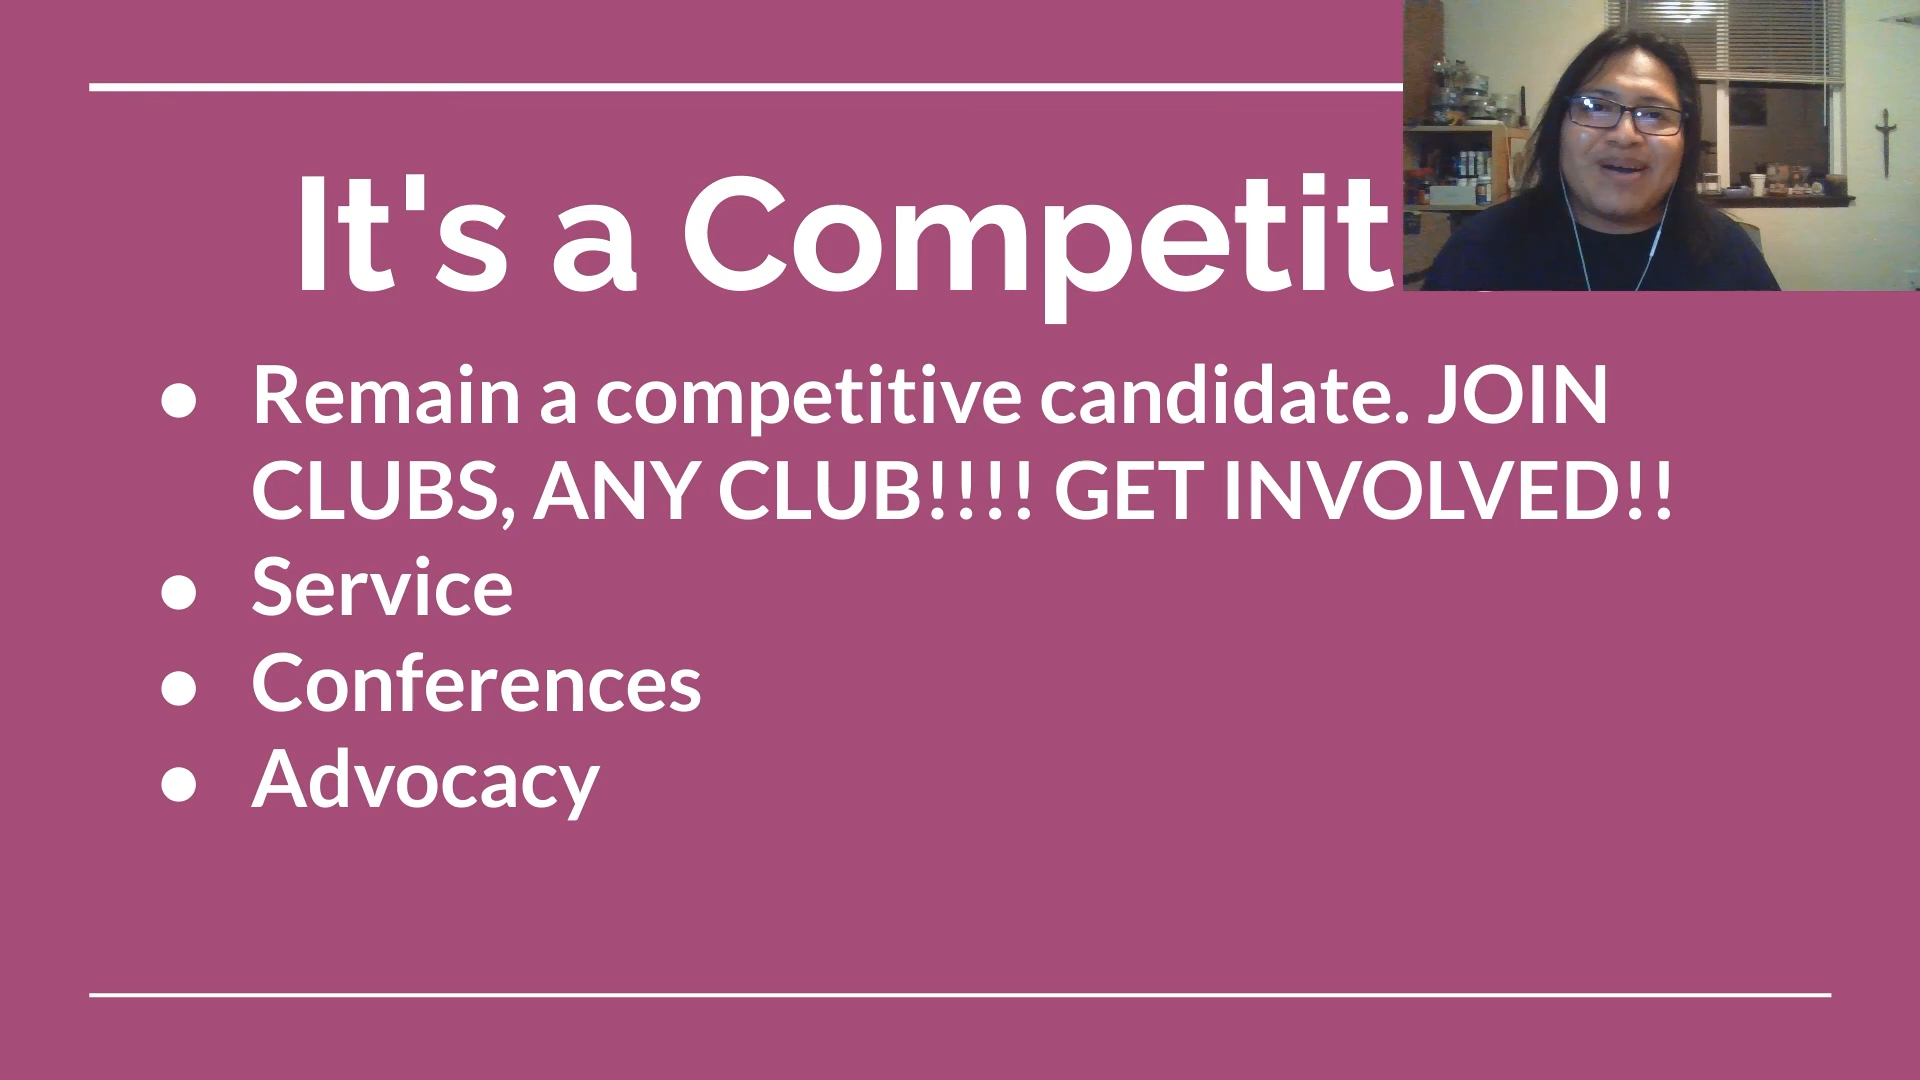 It's a Competit
● Remain a competitive candidate. JOIN
CLUBS, ANY CLUB!!!! GET INVOLVED!!
● Service
● Conferences
● Advocacy